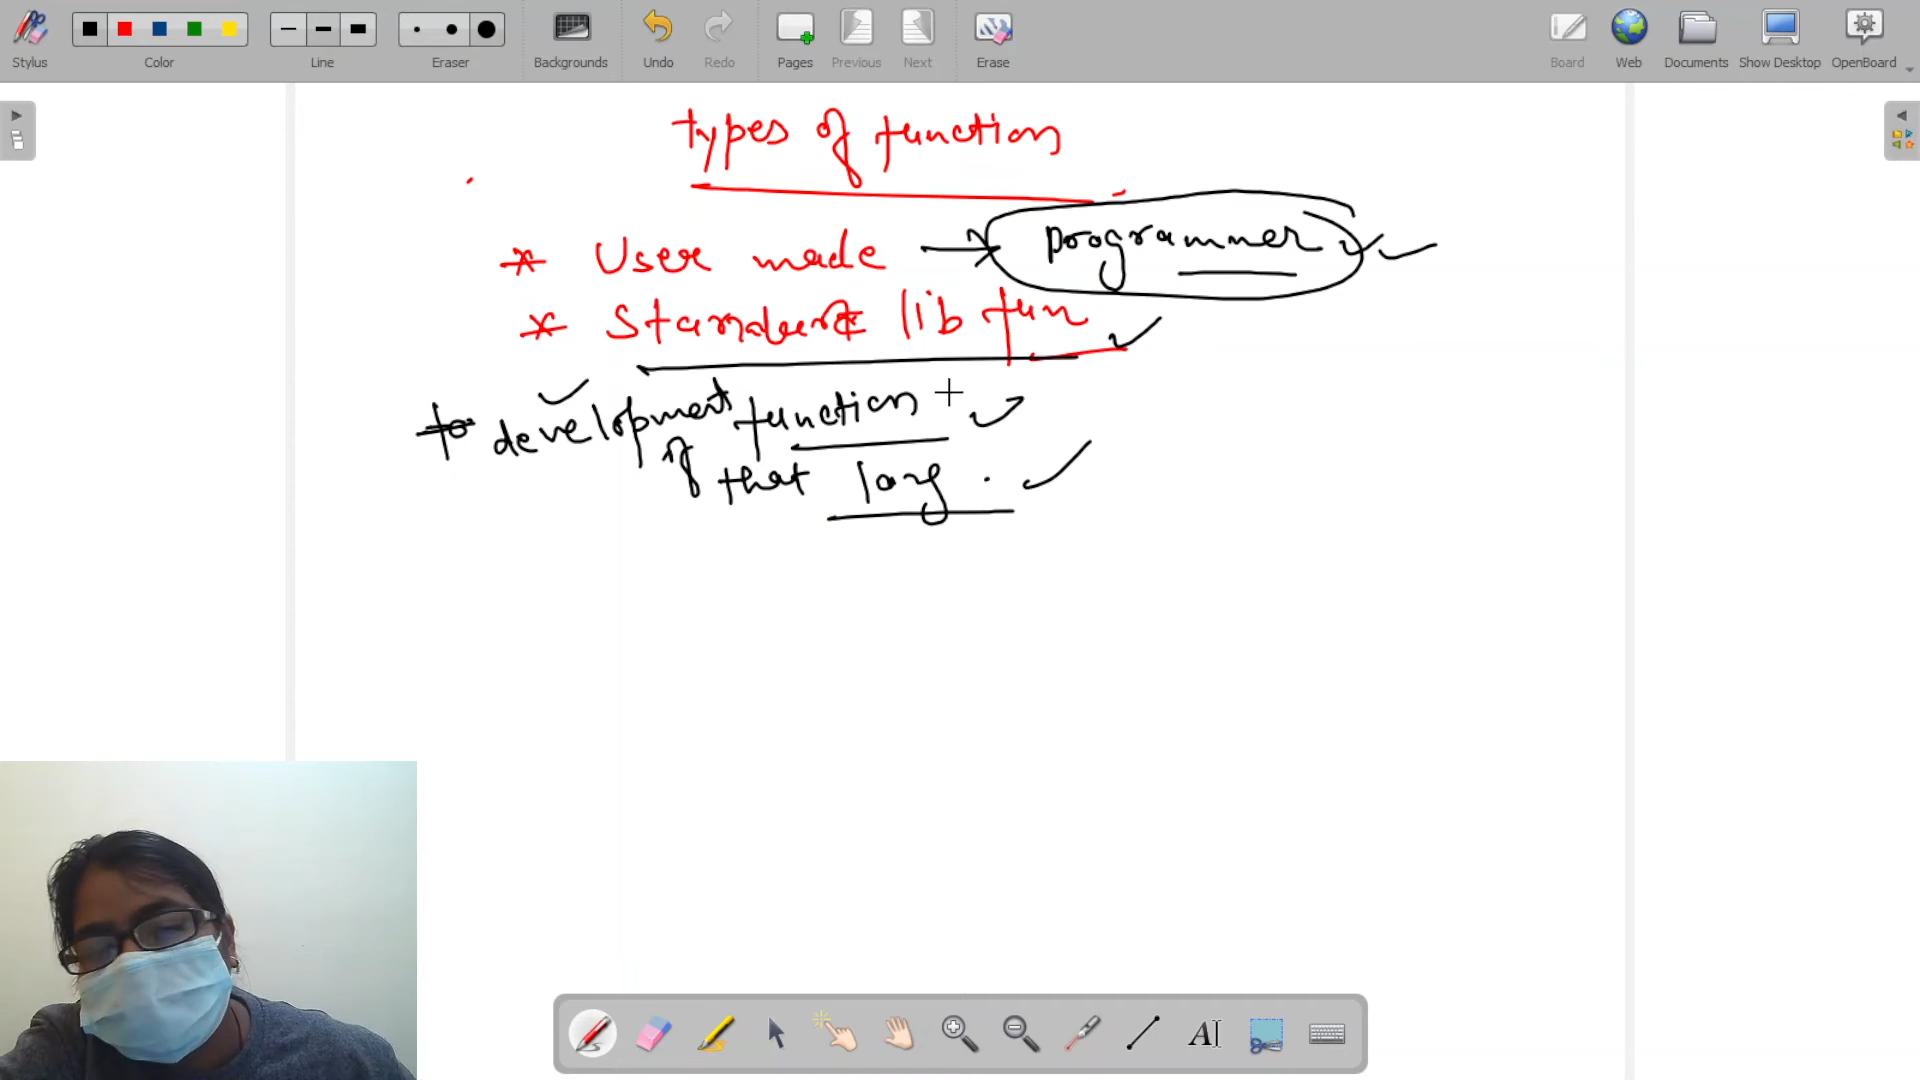 Stylus
Color
Line
Eraser
Backgrounds
Undo
Redo
Pages
Previous
Next
Erase
Board
Web
Documents
Show Desktop
OpenBoard
types of function
* User made → programmer
* Standard lib fun
development function
of that lang.